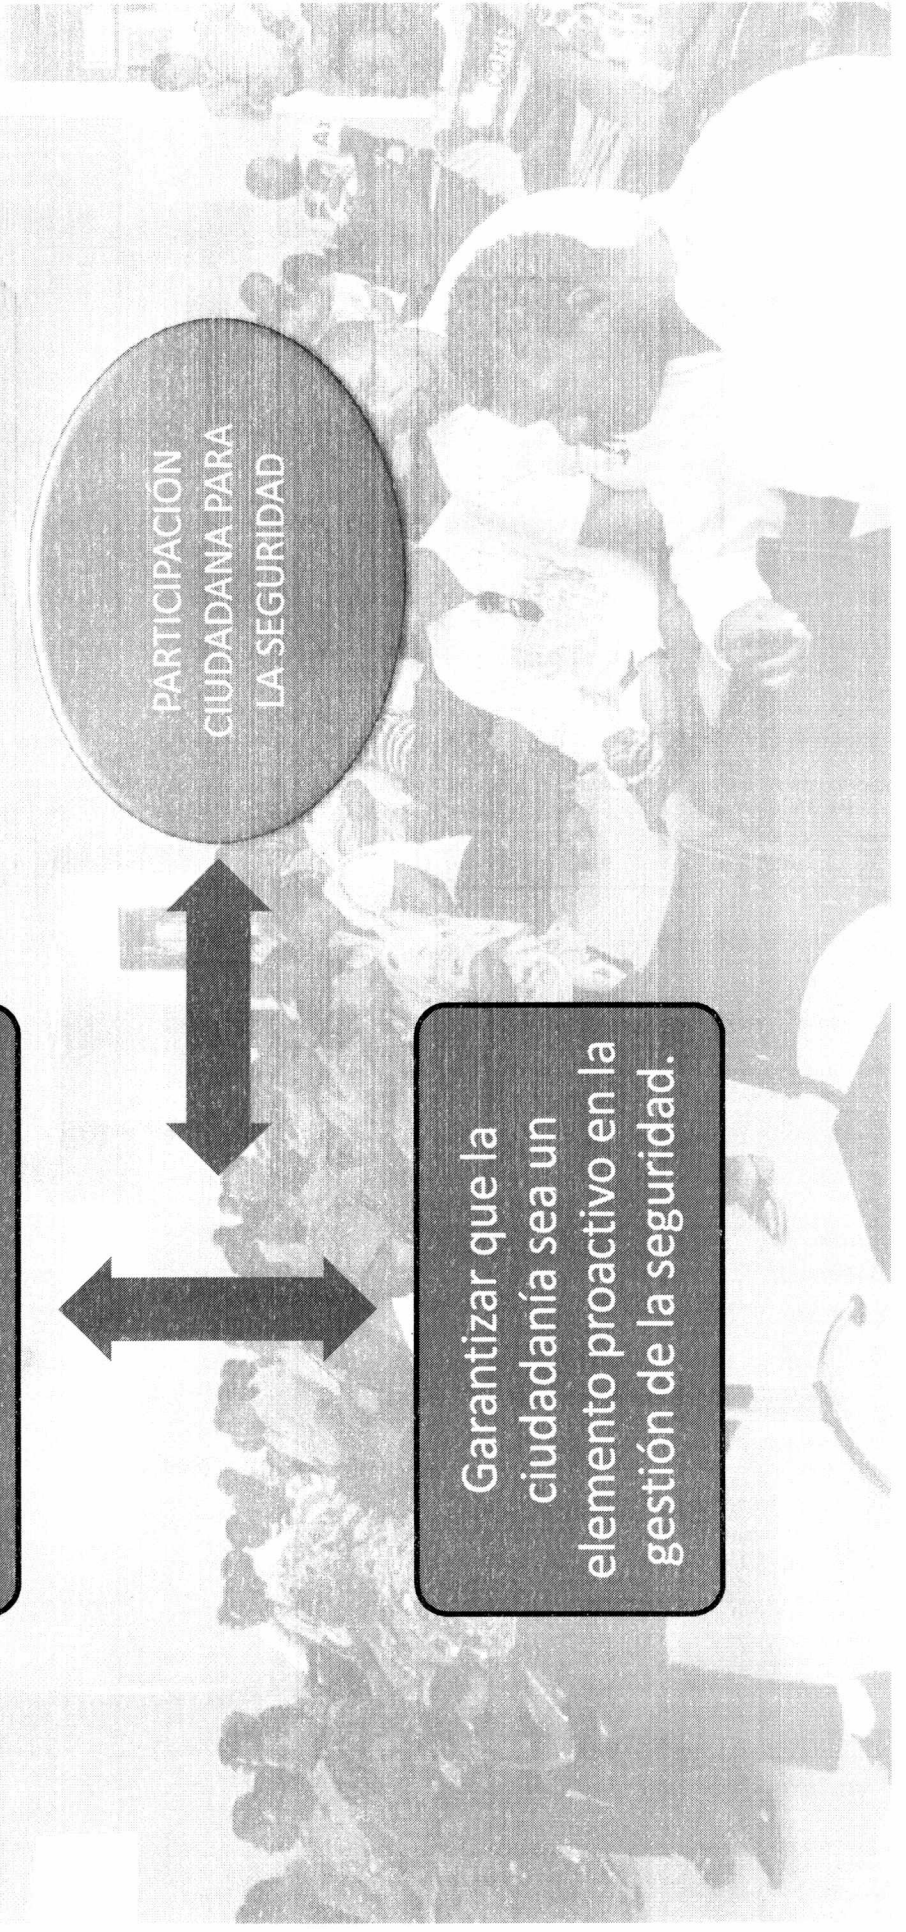 PARTICIPACIÓN
CIUDADANA PARA
LA SEGURIDAD
Garantizar que la
ciudadanía sea un
elemento proactivo en la
gestión de la seguridad.